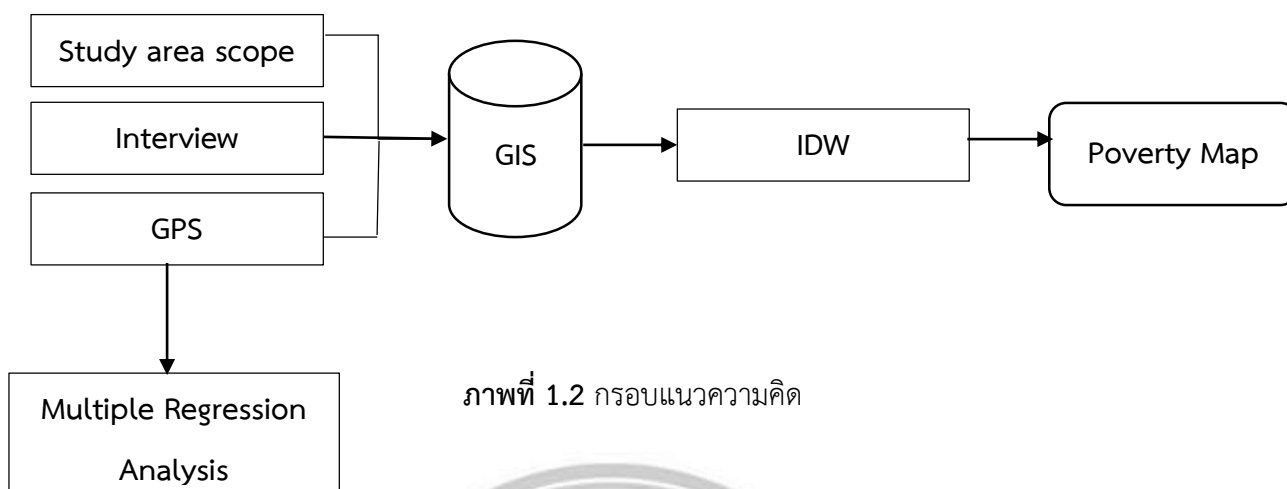 Study area scope
Interview
GPS
GIS
IDW
Poverty Map
Multiple Regression
Analysis
ภาพที่ 1.2 กรอบแนวความคิด